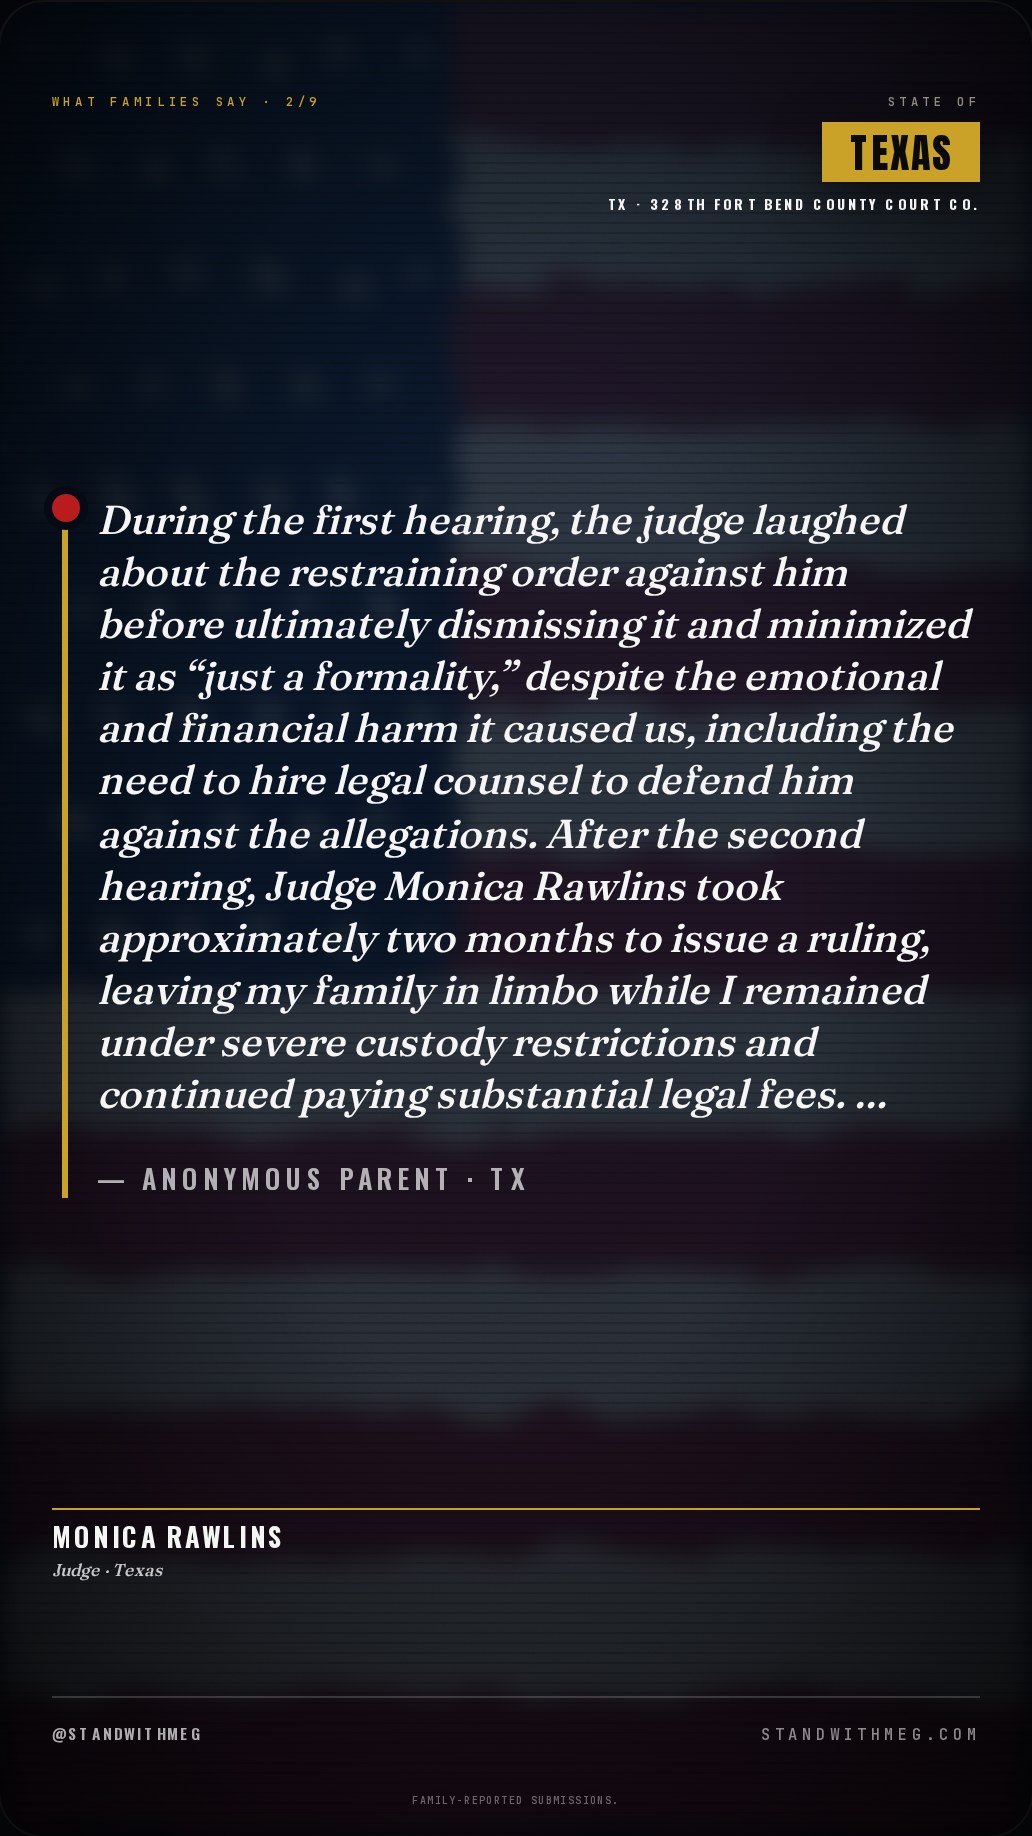 WHAT FAMILIES SAY · 2/9
STATE OF
TEXAS
TX · 328TH FORT BEND COUNTY COURT CO.
During the first hearing, the judge laughed
about the restraining order against him
before ultimately dismissing it and minimized
it as “just a formality,” despite the emotional
and financial harm it caused us, including the
need to hire legal counsel to defend him
against the allegations. After the second
hearing, Judge Monica Rawlins took
approximately two months to issue a ruling,
leaving my family in limbo while I remained
under severe custody restrictions and
continued paying substantial legal fees. ...
— ANONYMOUS PARENT · TX
MONICA RAWLINS
Judge · Texas
@STANDWITHMEG
STANDWITHMEG.COM
FAMILY-REPORTED SUBMISSIONS.